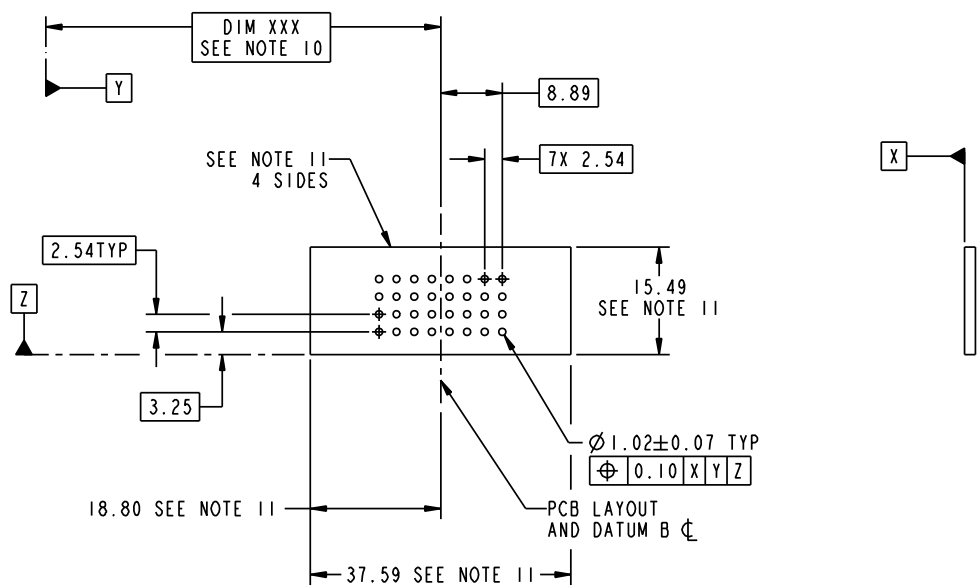 DIM XXX
SEE NOTE 10
Y
8.89
SEE NOTE 11
4 SIDES
7X 2.54
X
2.54TYP
Z
15.49
SEE NOTE 11
3.25
Ø1.02±0.07 TYP
⌖ 0.10 X Y Z
18.80 SEE NOTE 11
PCB LAYOUT
AND DATUM B ℄
37.59 SEE NOTE 11